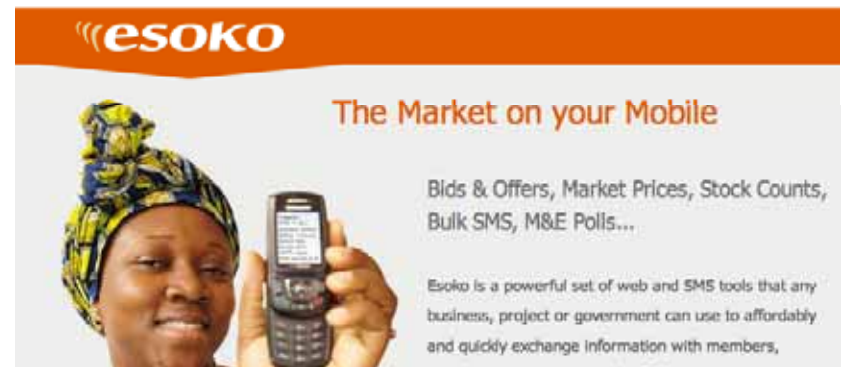 esoko
The Market on your Mobile
Bids & Offers, Market Prices, Stock Counts,
Bulk SMS, M&E Polls...
Esoko is a powerful set of web and SMS tools that any
business, project or government can use to affordably
and quickly exchange information with members,